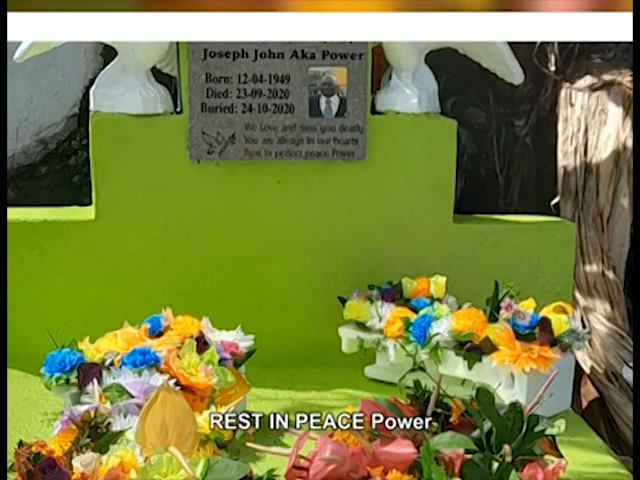 Joseph John Aka Power
Born: 12-04-1949
Died: 23-09-2020
Buried: 24-10-2020
We Love and miss you dearly
You are always in our hearts
Rest in perfect peace Power
REST IN PEACE Power